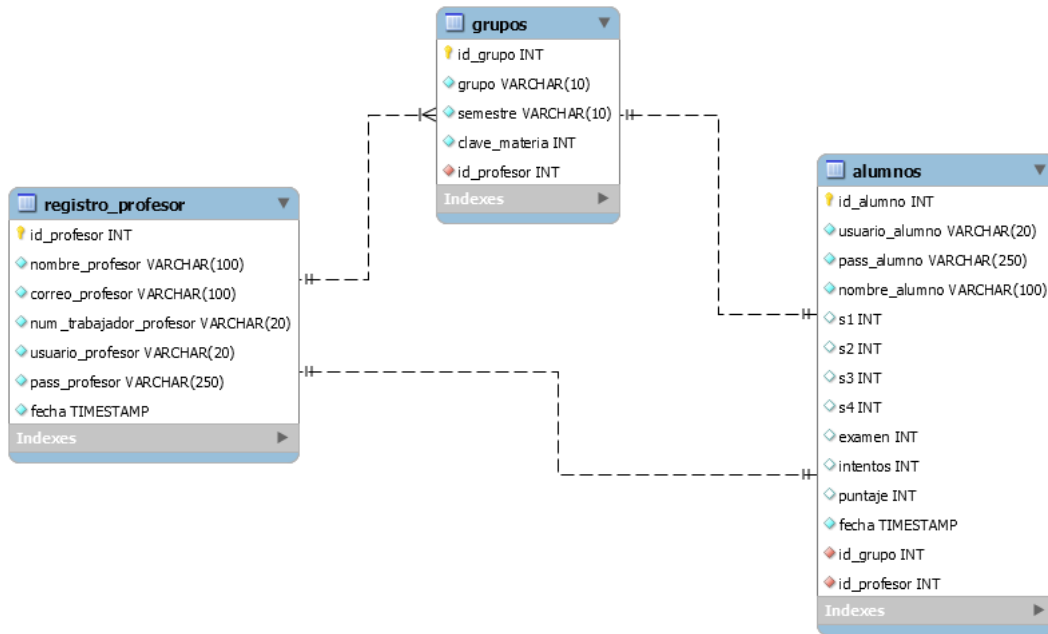 grupos
id_grupo INT
grupo VARCHAR(10)
semestre VARCHAR(10)
clave_materia INT
id_profesor INT
Indexes
registro_profesor
id_profesor INT
nombre_profesor VARCHAR(100)
correo_profesor VARCHAR(100)
num_trabajador_profesor VARCHAR(20)
usuario_profesor VARCHAR(20)
pass_profesor VARCHAR(250)
fecha TIMESTAMP
Indexes
alumnos
id_alumno INT
usuario_alumno VARCHAR(20)
pass_alumno VARCHAR(250)
nombre_alumno VARCHAR(100)
s1 INT
s2 INT
s3 INT
s4 INT
examen INT
intentos INT
puntaje INT
fecha TIMESTAMP
id_grupo INT
id_profesor INT
Indexes